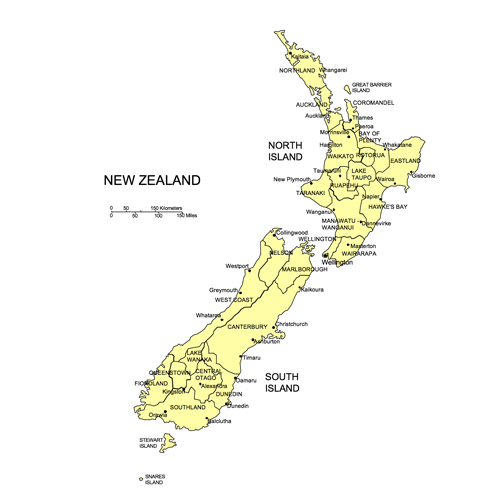 Kaitaia
NORTHLAND
Whangarei
GREAT BARRIER
ISLAND
AUCKLAND
COROMANDEL
Auckland
Thames
Paeroa
Morrinsville
BAY OF
PLENTY
NORTH
ISLAND
Hamilton
Whakatane
WAIKATO
ROTORUA
EASTLAND
Taumarunui
LAKE
TAUPO
Gisborne
New Plymouth
Wairoa
RUAPEHU
TARANAKI
Napier
HAWKE'S BAY
NEW ZEALAND
0 50 150 Kilometers
0 50 100 150 Miles
Wanganui
MANAWATU
WANGANUI
Dannevirke
Collingwood
WELLINGTON
Masterton
WAIRARAPA
NELSON
Wellington
Westport
MARLBOROUGH
Greymouth
Kaikoura
WEST COAST
Whataroa
CANTERBURY
Christchurch
Ashburton
LAKE
WANAKA
Timaru
QUEENSTOWN
CENTRAL
OTAGO
SOUTH
ISLAND
FIORDLAND
Oamaru
Kingston
Alexandra
DUNEDIN
SOUTHLAND
Dunedin
Orawia
Balclutha
STEWART
ISLAND
SNARES
ISLAND